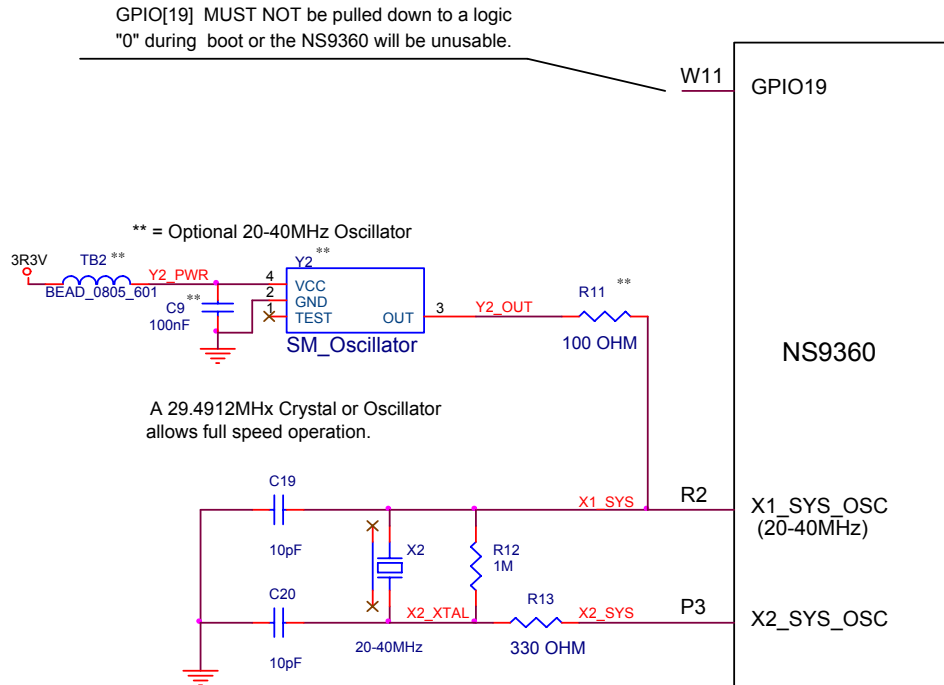 GPIO[19] MUST NOT be pulled down to a logic
"0" during boot or the NS9360 will be unusable.
W11
GPIO19
** = Optional 20-40MHz Oscillator
3R3V
TB2 **
Y2_PWR
BEAD_0805_601
C9 **
100nF
Y2 **
4
VCC
2
GND
1
TEST
OUT
3
SM_Oscillator
Y2_OUT
R11 **
100 OHM
NS9360
A 29.4912MHx Crystal or Oscillator
allows full speed operation.
C19
10pF
X1_SYS
R2
X1_SYS_OSC
(20-40MHz)
X2
R12
1M
C20
10pF
X2_XTAL
20-40MHz
R13
330 OHM
X2_SYS
P3
X2_SYS_OSC